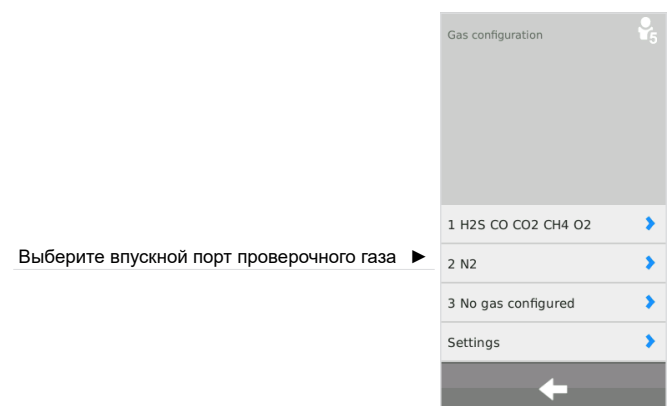 Gas configuration
5
1 H2S CO CO2 CH4 O2
Выберите впускной порт проверочного газа ►
2 N2
3 No gas configured
Settings